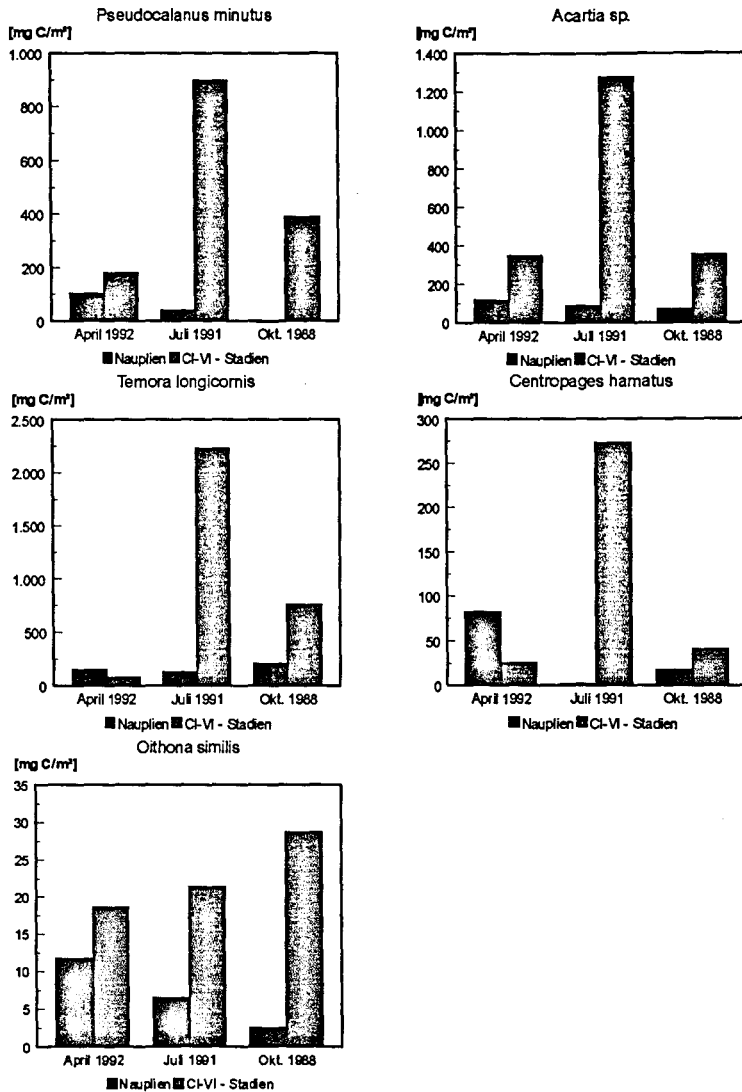 Pseudocalanus minutus
[mg C/m²]
1.000
800
600
400
200
0
April 1992 Juli 1991 Okt. 1988
Nauplien CI-VI - Stadien
Acartia sp.
[mg C/m²]
1.400
1.200
1.000
800
600
400
200
0
April 1992 Juli 1991 Okt. 1988
Nauplien CI-VI - Stadien
Temora longicornis
[mg C/m²]
2.500
2.000
1.500
1.000
500
0
April 1992 Juli 1991 Okt. 1988
Nauplien CI-VI - Stadien
Centropages hamatus
[mg C/m²]
300
250
200
150
100
50
0
April 1992 Juli 1991 Okt. 1988
Nauplien CI-VI - Stadien
Oithona similis
[mg C/m²]
35
30
25
20
15
10
5
0
April 1992 Juli 1991 Okt. 1988
Nauplien CI-VI - Stadien